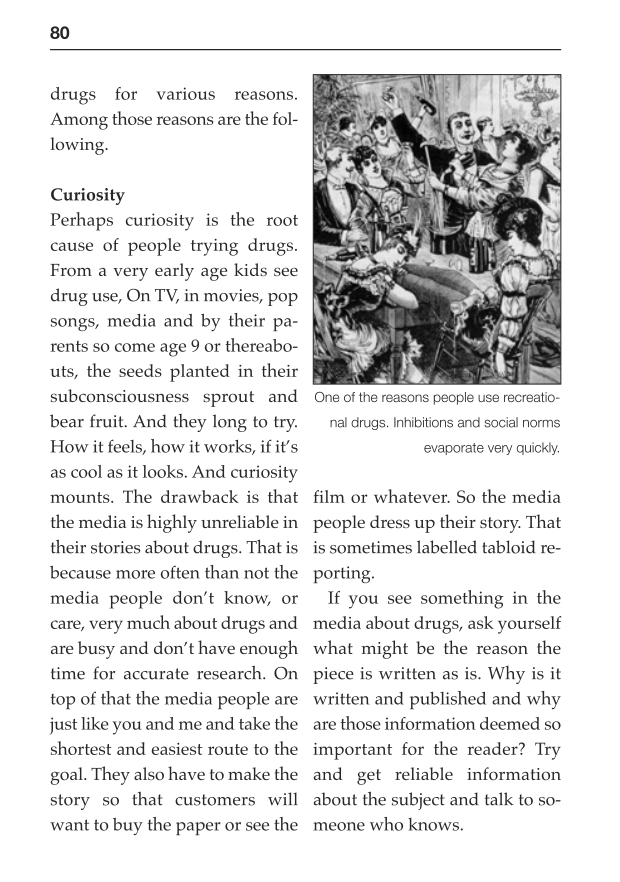 80
drugs for various reasons.
Among those reasons are the fol-
lowing.
Curiosity
Perhaps curiosity is the root
cause of people trying drugs.
From a very early age kids see
drug use, On TV, in movies, pop
songs, media and by their pa-
rents so come age 9 or thereabo-
uts, the seeds planted in their
subconsciousness sprout and
bear fruit. And they long to try.
How it feels, how it works, if it’s
as cool as it looks. And curiosity
mounts. The drawback is that
the media is highly unreliable in
their stories about drugs. That is
because more often than not the
media people don’t know, or
care, very much about drugs and
are busy and don’t have enough
time for accurate research. On
top of that the media people are
just like you and me and take the
shortest and easiest route to the
goal. They also have to make the
story so that customers will
want to buy the paper or see the
One of the reasons people use recreatio-
nal drugs. Inhibitions and social norms
evaporate very quickly.
film or whatever. So the media
people dress up their story. That
is sometimes labelled tabloid re-
porting.
If you see something in the
media about drugs, ask yourself
what might be the reason the
piece is written as is. Why is it
written and published and why
are those information deemed so
important for the reader? Try
and get reliable information
about the subject and talk to so-
meone who knows.